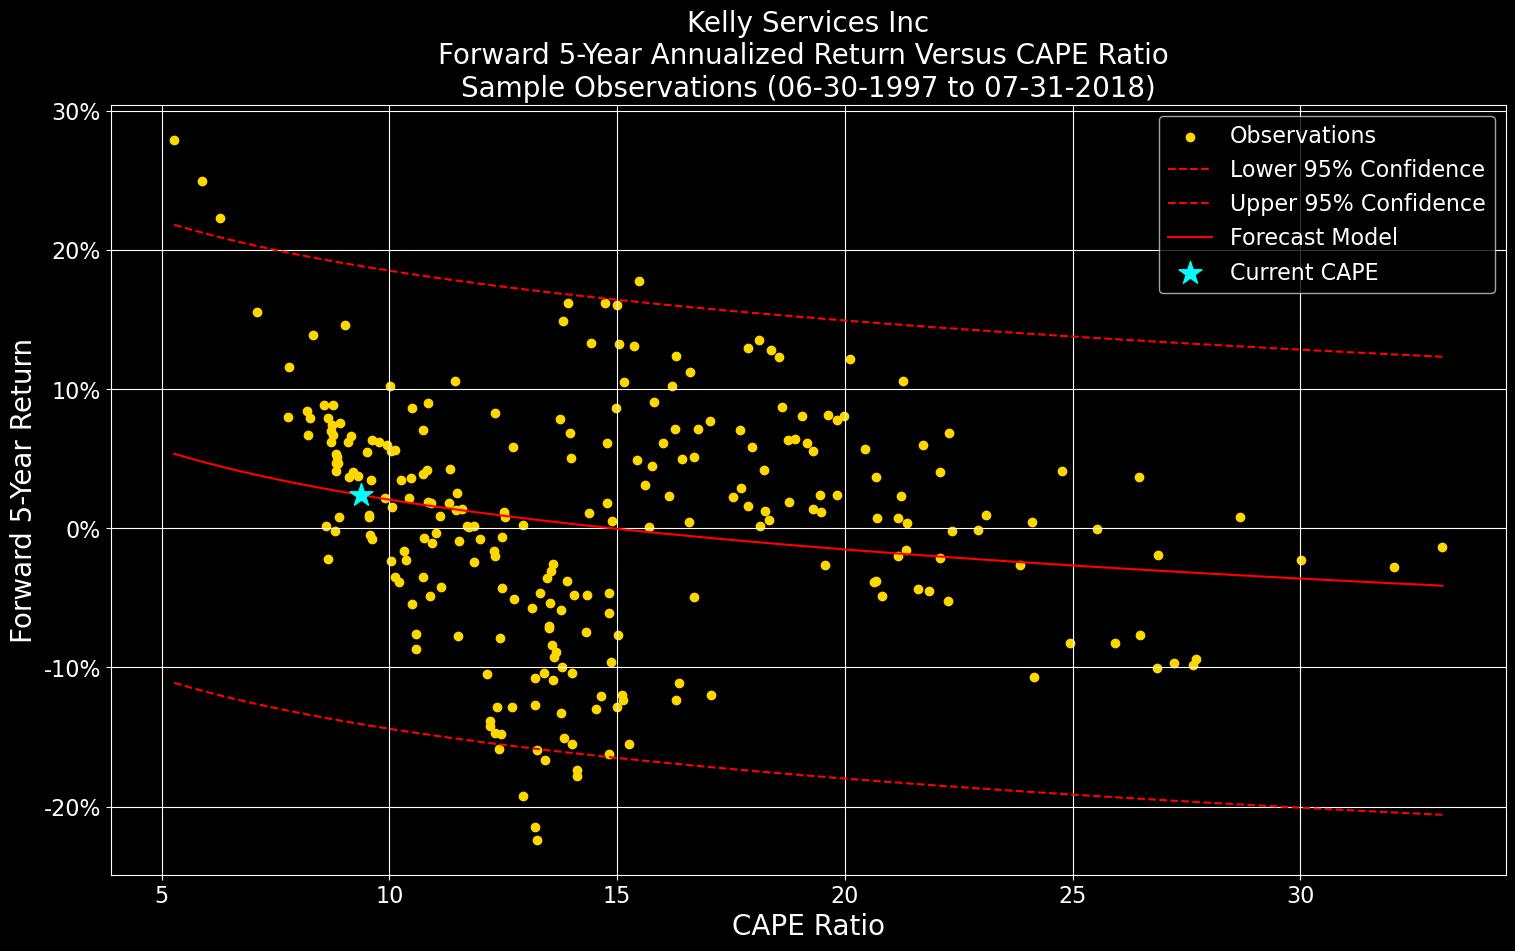 Kelly Services Inc
Forward 5-Year Annualized Return Versus CAPE Ratio
Sample Observations (06-30-1997 to 07-31-2018)
Observations
Lower 95% Confidence
Upper 95% Confidence
Forecast Model
Current CAPE
Forward 5-Year Return
30%
20%
10%
0%
-10%
-20%
5 10 15 20 25 30
CAPE Ratio